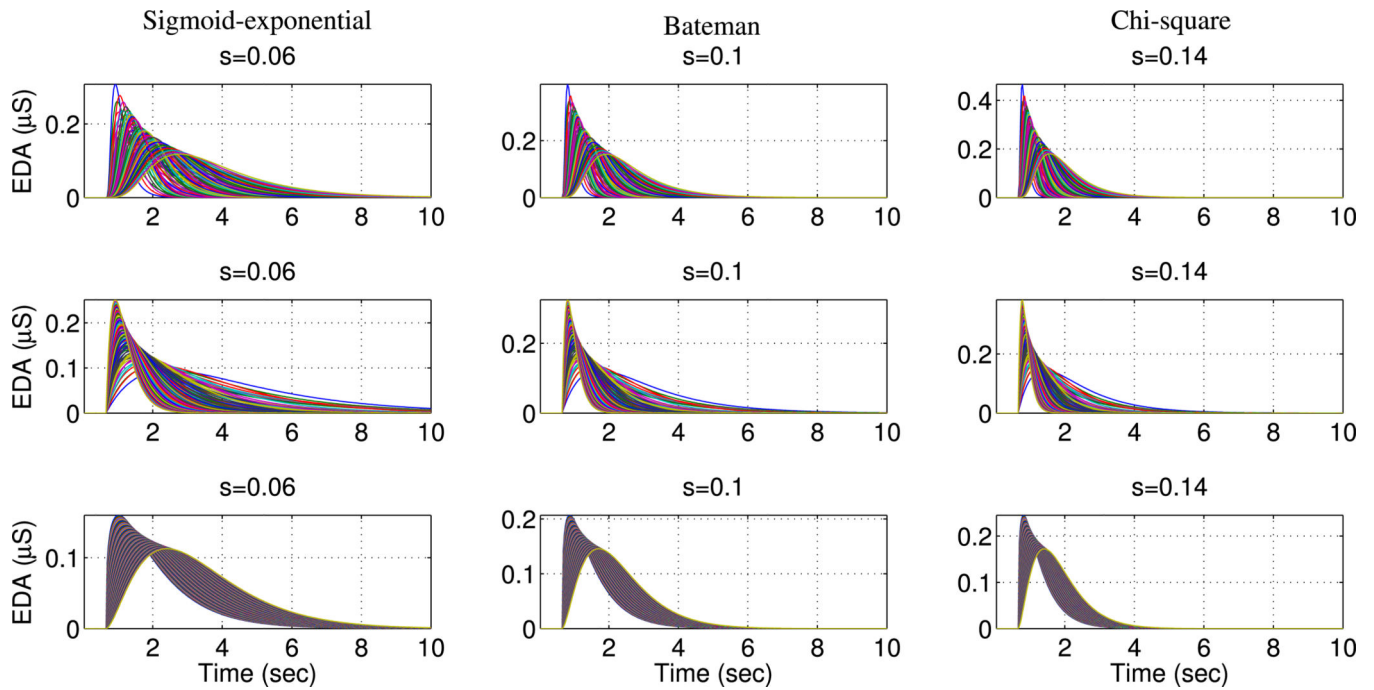 Sigmoid-exponential Bateman Chi-square
s=0.06 s=0.1 s=0.14
EDA (μS)
0.2 0.2 0.4
0 0 0.2
0
2 4 6 8 10 2 4 6 8 10 2 4 6 8 10
s=0.06 s=0.1 s=0.14
EDA (μS)
0.2 0.2 0.2
0.1
0 0 0
2 4 6 8 10 2 4 6 8 10 2 4 6 8 10
s=0.06 s=0.1 s=0.14
EDA (μS)
0.1 0.2 0.2
0 0.1 0.1
0 0
2 4 6 8 10 2 4 6 8 10 2 4 6 8 10
Time (sec) Time (sec) Time (sec)